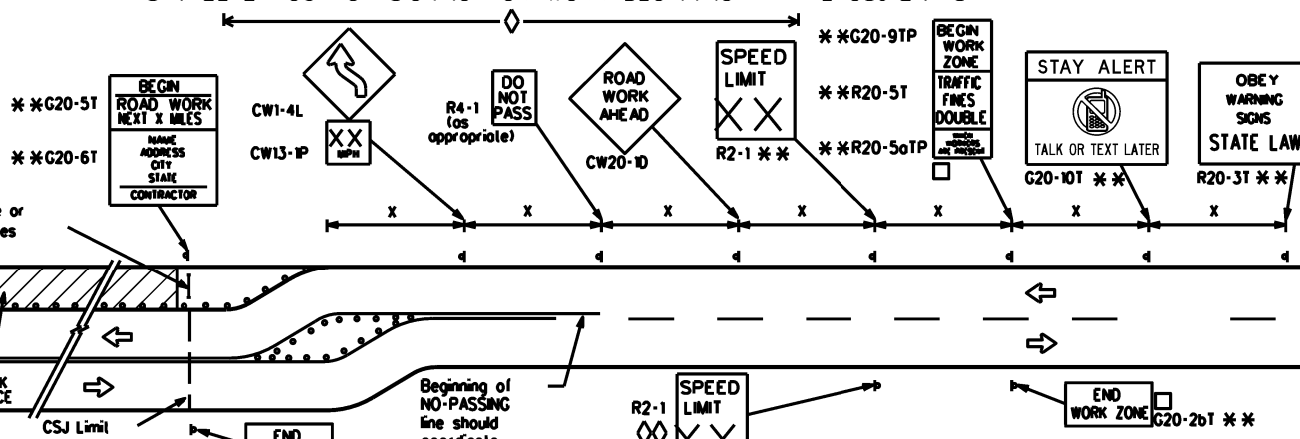 BEGIN
ROAD WORK
NEXT X MILES
NAME
ADDRESS
CITY
STATE
CONTRACTOR
* *G20-5T
* *G20-6T
CW1-4L
CW13-1P
XX
MPH
R4-1
(as
appropriate)
DO
NOT
PASS
ROAD
WORK
AHEAD
CW20-1D
SPEED
LIMIT
X X
R2-1 * *
* *G20-9TP
* *R20-5T
* *R20-5aTP
BEGIN
WORK
ZONE
TRAFFIC
FINES
DOUBLE
WHEN
WORKERS
ARE PRESENT
STAY ALERT
TALK OR TEXT LATER
G20-10T * *
OBEY
WARNING
SIGNS
STATE LAW
R20-3T * *
X X X X X X X
CSJ Limit
END
Beginning of
NO-PASSING
line should
R2-1
SPEED
LIMIT
END
WORK ZONE
G20-2bT * *